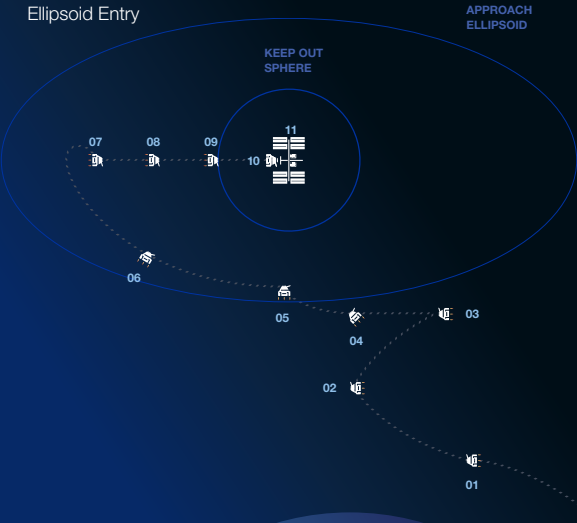 Ellipsoid Entry
APPROACH
ELLIPSOID
KEEP OUT
SPHERE
11
07
08
09
10
06
05
03
04
02
01